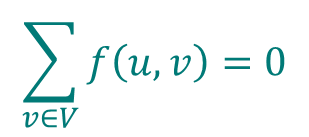 ∑ f(u, v) = 0
v∈V